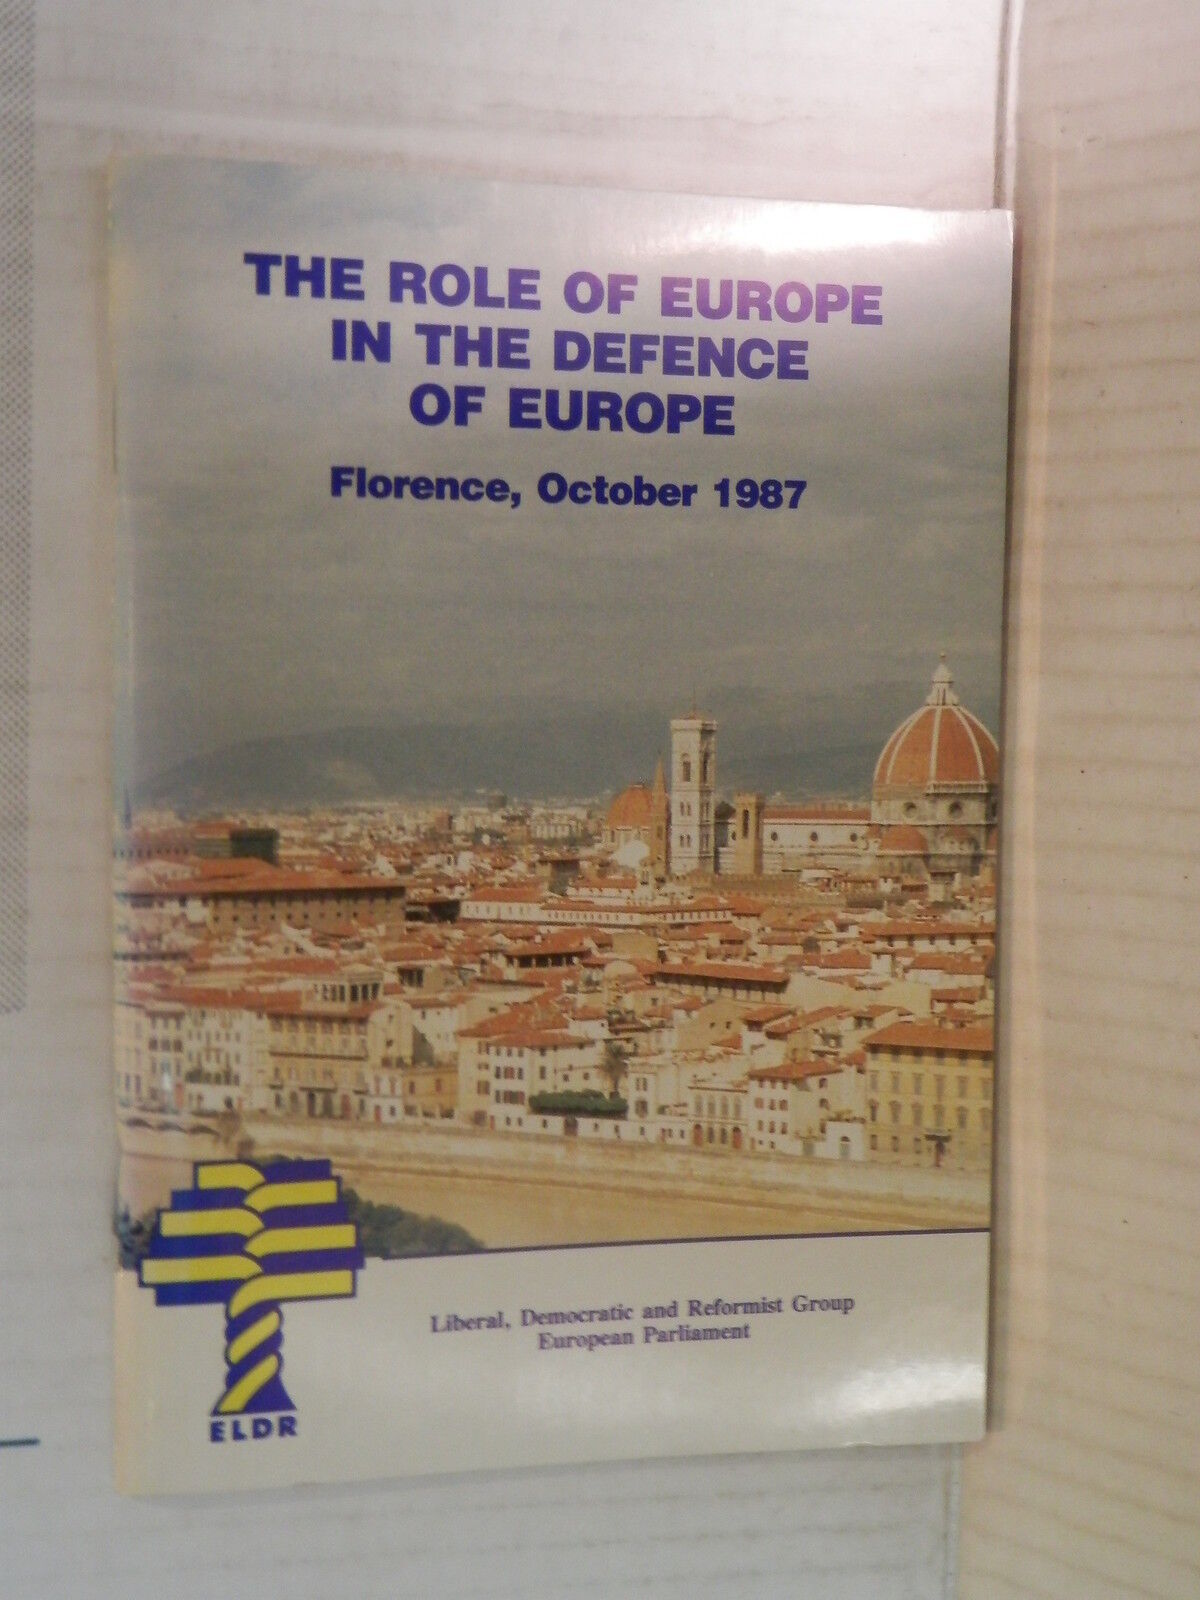 THE ROLE OF EUROPE
IN THE DEFENCE
OF EUROPE
Florence, October 1987
Liberal, Democratic and Reformist Group
European Parliament
ELDR